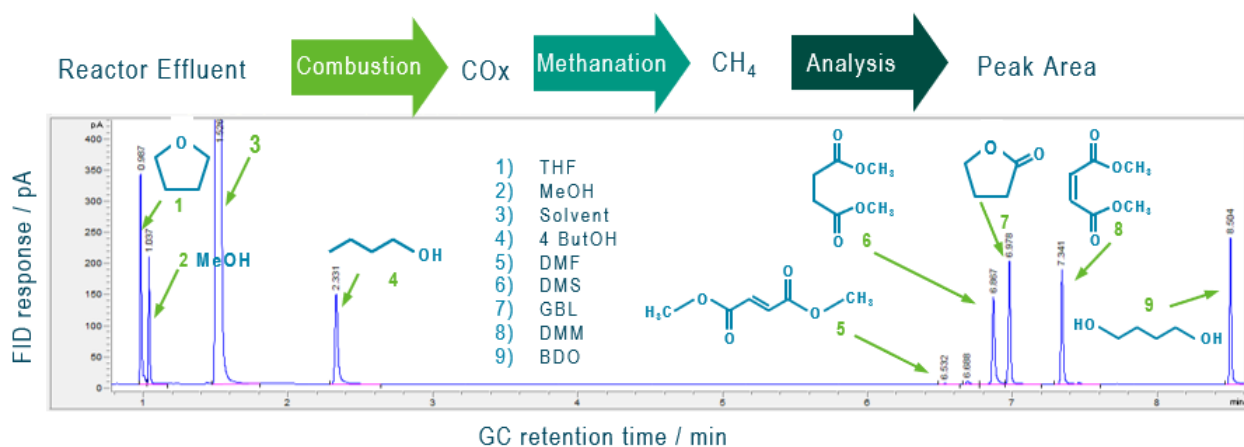 Reactor Effluent
Combustion
COx
Methanation
CH4
Analysis
Peak Area
FID response / pA
pA
400
350
300
250
200
150
100
50
0
0.987
O
1
1.037
2 MeOH
1.526
3
2.331
OH
4
1) THF
2) MeOH
3) Solvent
4 4 ButOH
5) DMF
6) DMS
7) GBL
8) DMM
9) BDO
H3C
O
O
O
O
CH3
5
6.532
6.688
O
OCH3
OCH3
O
6
6.867
O
O
7
6.978
O
OCH3
OCH3
O
8
7.341
HO
OH
9
8.504
1
2
3
4
5
6
7
8
min
GC retention time / min